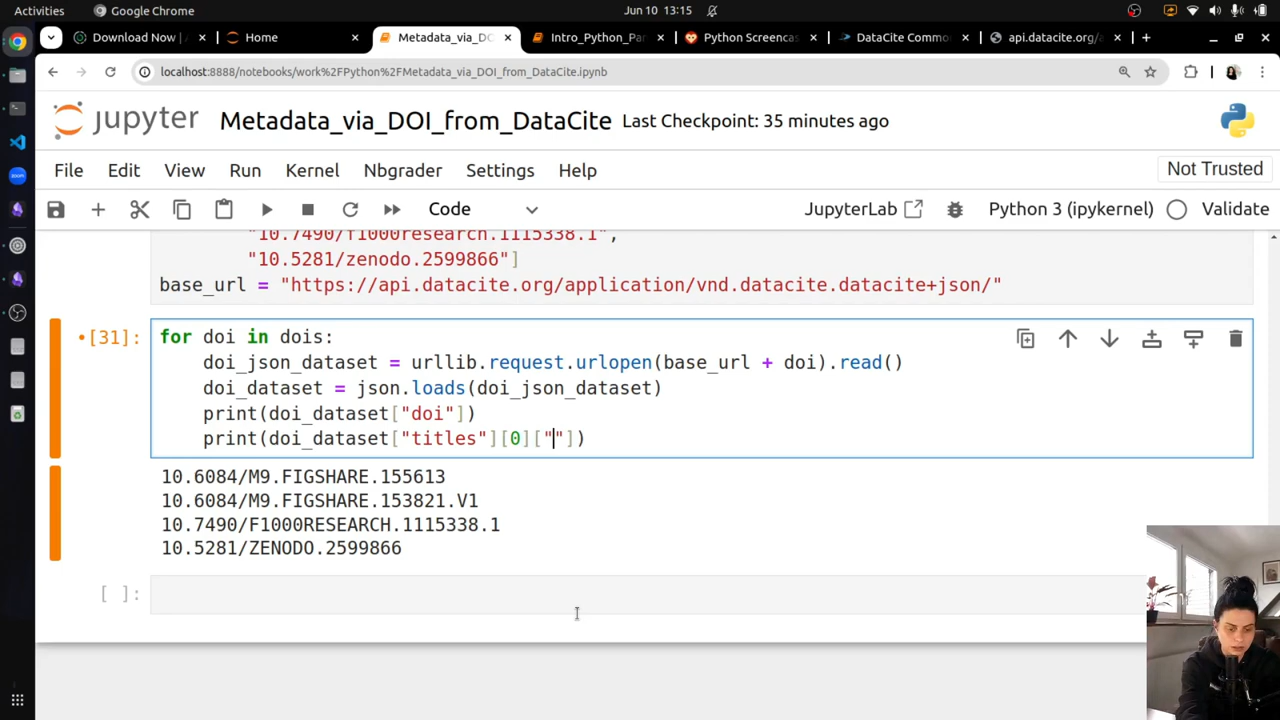 Activities
Google Chrome
Jun 10 13:15
Download Now | A
Home
Metadata_via_DO
Intro_Python_Par
Python Screencas
DataCite Commo
api.datacite.org/a
localhost:8888/notebooks/work%2FPython%2FMetadata_via_DOI_from_DataCite.ipynb
jupyter
Metadata_via_DOI_from_DataCite Last Checkpoint: 35 minutes ago
File Edit View Run Kernel Nbgrader Settings Help
Not Trusted
Code
JupyterLab
Python 3 (ipykernel)
Validate
"10.7490/f1000research.1115338.1",
"10.5281/zenodo.2599866"]
base_url = "https://api.datacite.org/application/vnd.datacite.datacite+json/"
•[31]:
for doi in dois:
doi_json_dataset = urllib.request.urlopen(base_url + doi).read()
doi_dataset = json.loads(doi_json_dataset)
print(doi_dataset["doi"])
print(doi_dataset["titles"][0][""])
10.6084/M9.FIGSHARE.155613
10.6084/M9.FIGSHARE.153821.V1
10.7490/F1000RESEARCH.1115338.1
10.5281/ZENODO.2599866
[ ]: